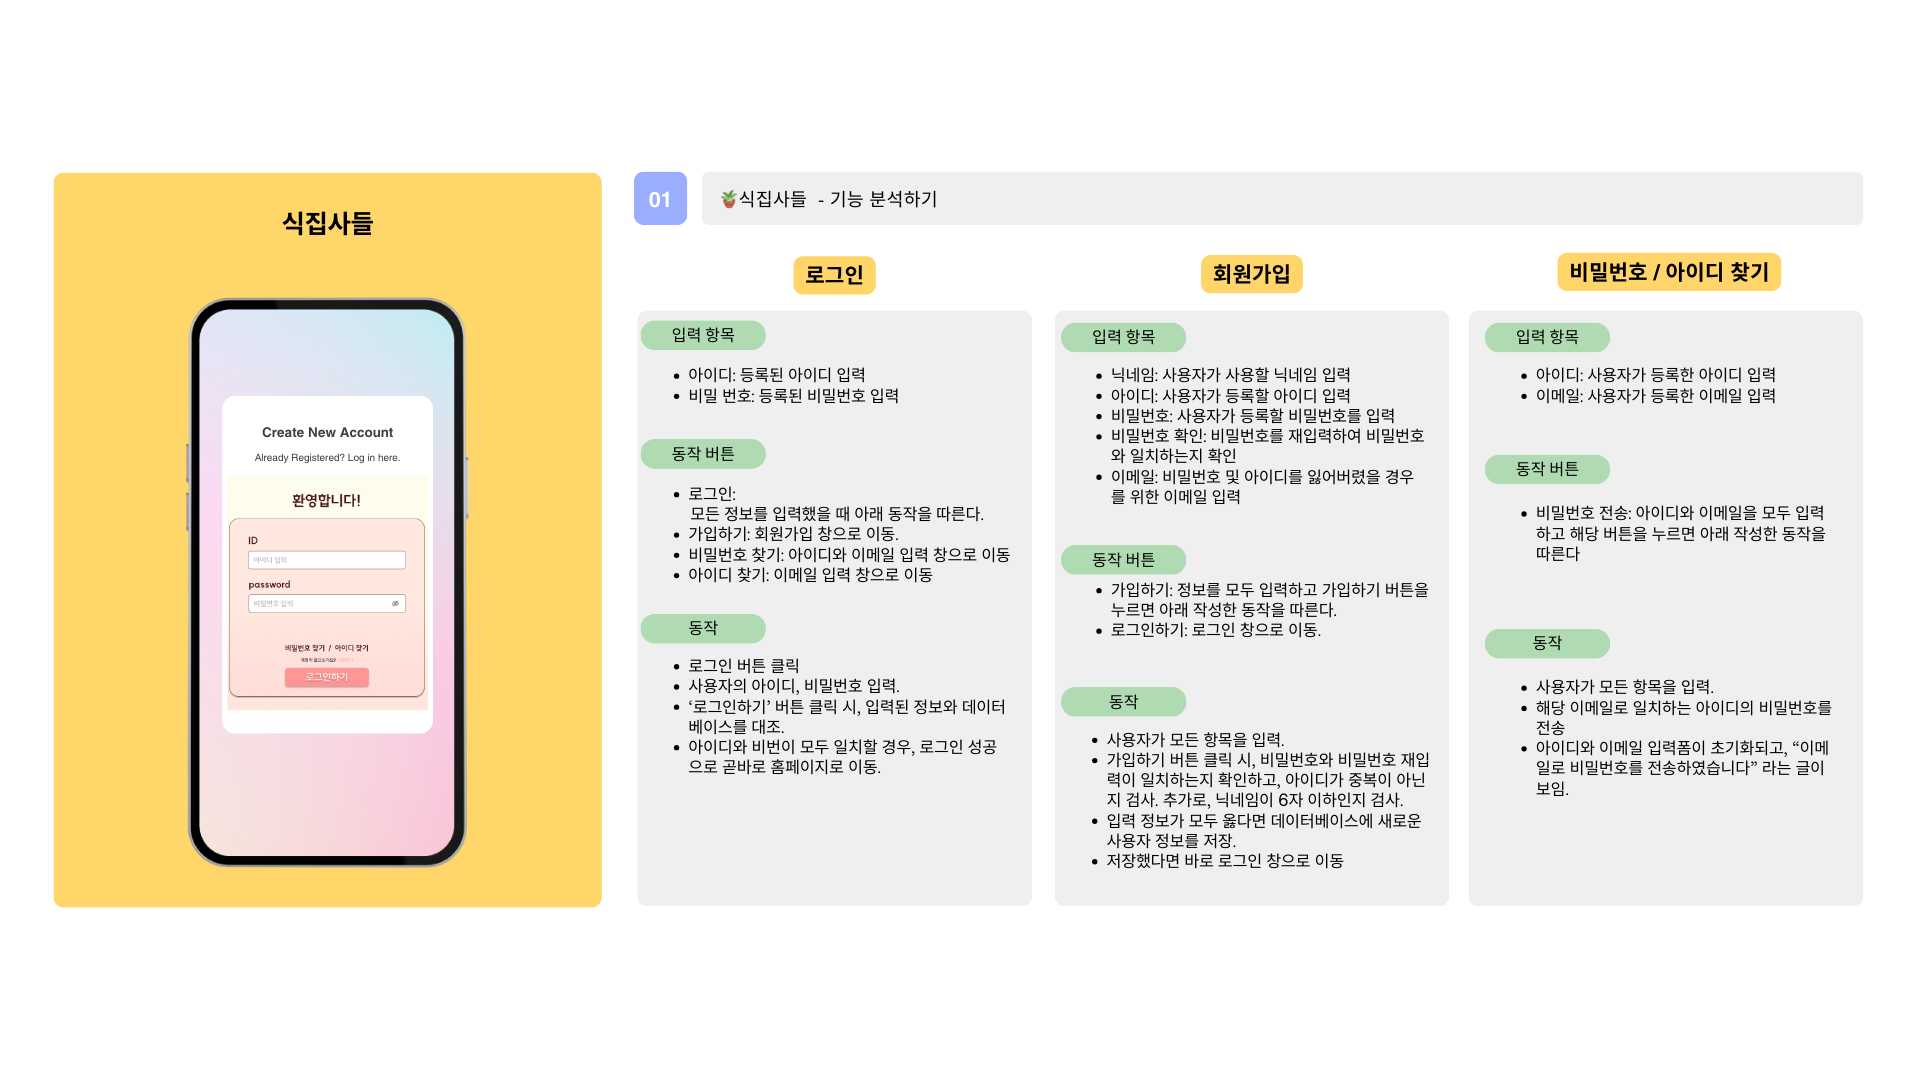 식집사들
Create New Account
Already Registered? Log in here.
환영합니다!
ID
아이디 입력
password
비밀번호 입력
비밀번호 찾기 / 아이디 찾기
로그인하기
01
🪴식집사들 - 기능 분석하기
로그인
입력 항목
아이디: 등록된 아이디 입력
비밀 번호: 등록된 비밀번호 입력
동작 버튼
로그인:
모든 정보를 입력했을 때 아래 동작을 따른다.
가입하기: 회원가입 창으로 이동.
비밀번호 찾기: 아이디와 이메일 입력 창으로 이동
아이디 찾기: 이메일 입력 창으로 이동
동작
로그인 버튼 클릭
사용자의 아이디, 비밀번호 입력.
‘로그인하기’ 버튼 클릭 시, 입력된 정보와 데이터
베이스를 대조.
아이디와 비번이 모두 일치할 경우, 로그인 성공
으로 곧바로 홈페이지로 이동.
회원가입
입력 항목
닉네임: 사용자가 사용할 닉네임 입력
아이디: 사용자가 등록할 아이디 입력
비밀번호: 사용자가 등록할 비밀번호를 입력
비밀번호 확인: 비밀번호를 재입력하여 비밀번호
와 일치하는지 확인
이메일: 비밀번호 및 아이디를 잃어버렸을 경우
를 위한 이메일 입력
동작 버튼
가입하기: 정보를 모두 입력하고 가입하기 버튼을
누르면 아래 작성한 동작을 따른다.
로그인하기: 로그인 창으로 이동.
동작
사용자가 모든 항목을 입력.
가입하기 버튼 클릭 시, 비밀번호와 비밀번호 재입
력이 일치하는지 확인하고, 아이디가 중복이 아닌
지 검사. 추가로, 닉네임이 6자 이하인지 검사.
입력 정보가 모두 옳다면 데이터베이스에 새로운
사용자 정보를 저장.
저장했다면 바로 로그인 창으로 이동
비밀번호 / 아이디 찾기
입력 항목
아이디: 사용자가 등록한 아이디 입력
이메일: 사용자가 등록한 이메일 입력
동작 버튼
비밀번호 전송: 아이디와 이메일을 모두 입력
하고 해당 버튼을 누르면 아래 작성한 동작을
따른다
동작
사용자가 모든 항목을 입력.
해당 이메일로 일치하는 아이디의 비밀번호를
전송
아이디와 이메일 입력폼이 초기화되고, “이메
일로 비밀번호를 전송하였습니다” 라는 글이
보임.